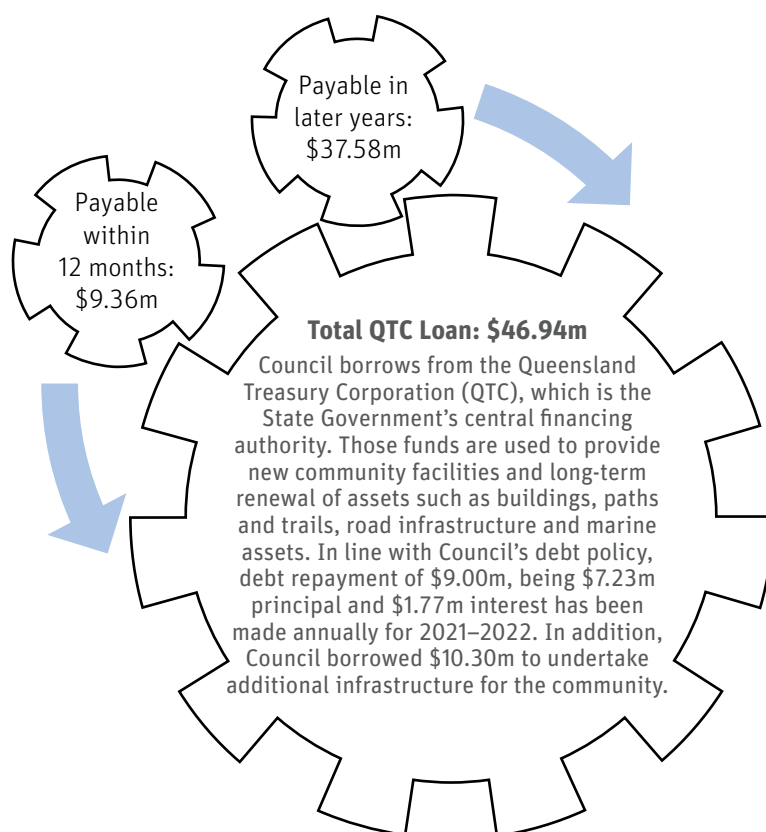 Payable in
later years:
$37.58m
Payable
within
12 months:
$9.36m
Total QTC Loan: $46.94m
Council borrows from the Queensland
Treasury Corporation (QTC), which is the
State Government's central financing
authority. Those funds are used to provide
new community facilities and long-term
renewal of assets such as buildings, paths
and trails, road infrastructure and marine
assets. In line with Council's debt policy,
debt repayment of $9.00m, being $7.23m
principal and $1.77m interest has been
made annually for 2021–2022. In addition,
Council borrowed $10.30m to undertake
additional infrastructure for the community.